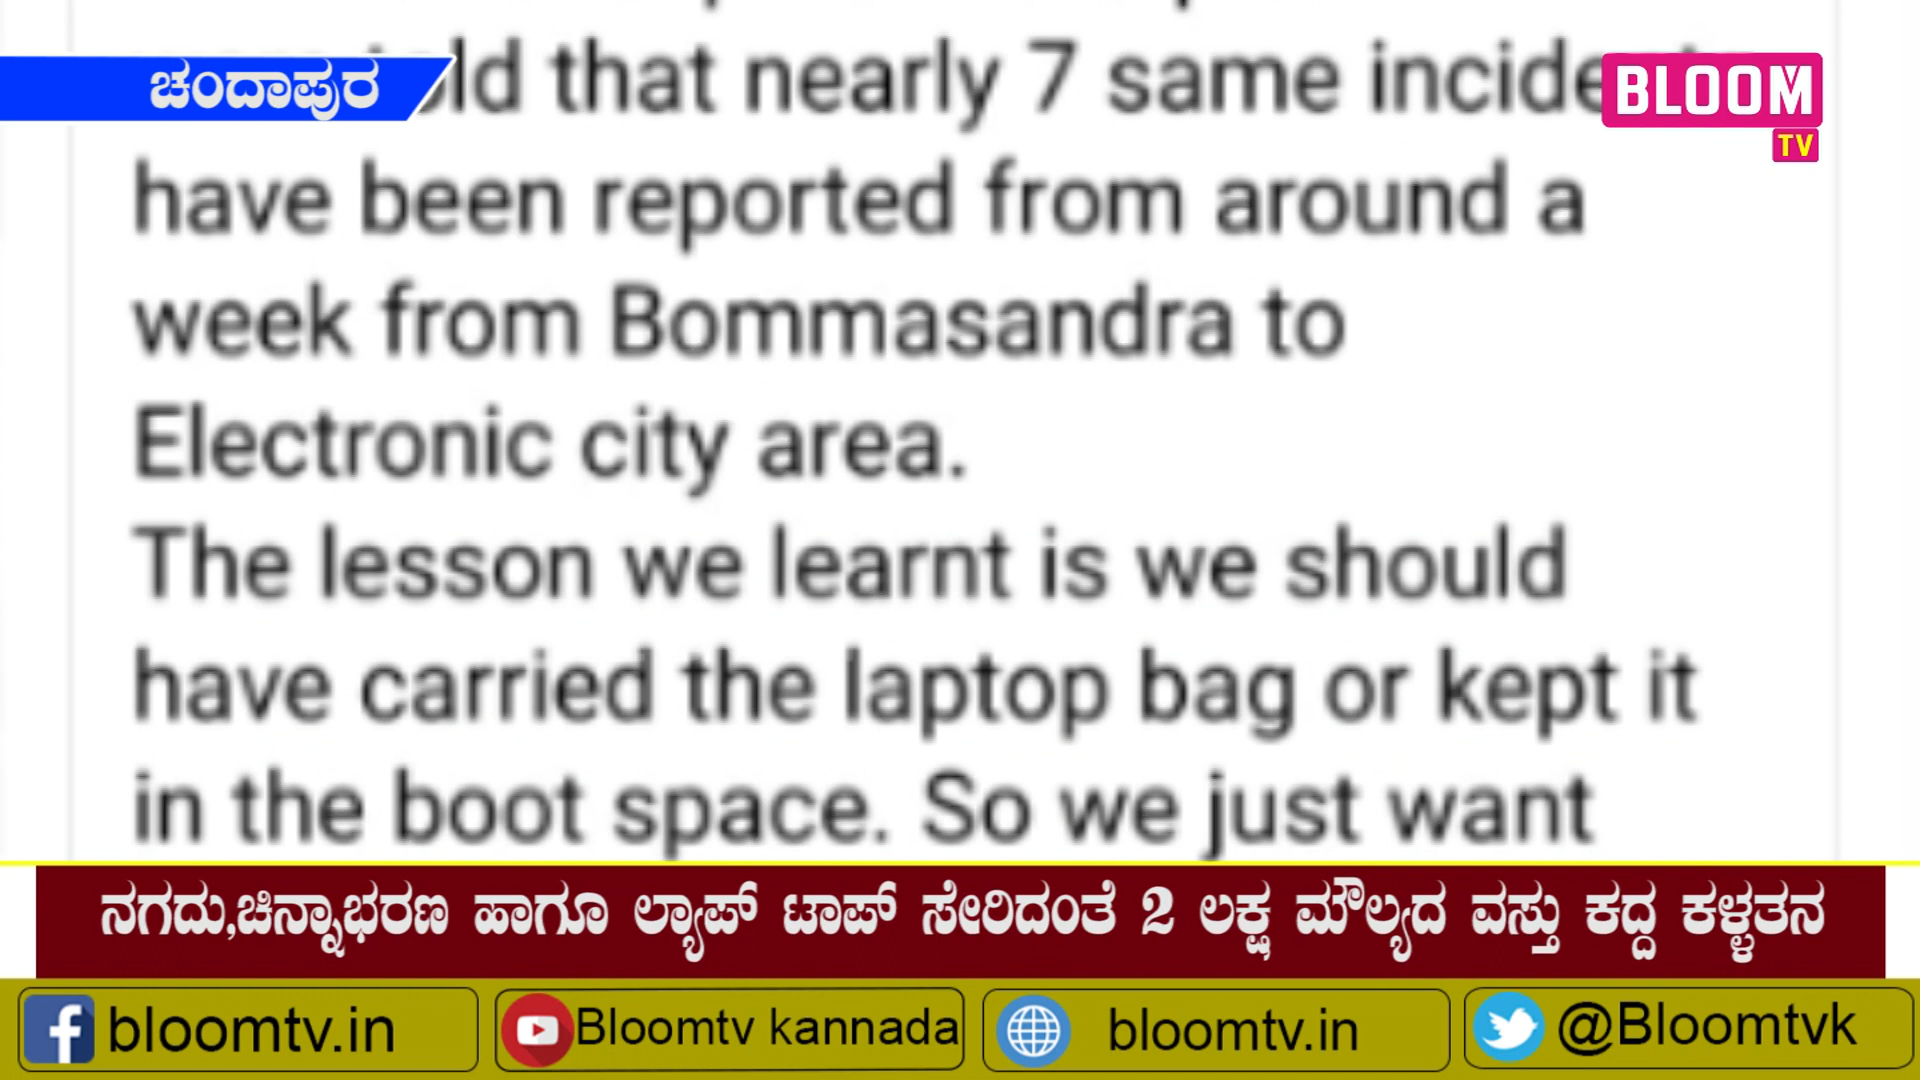 ಚಂದಾಪುರ
told that nearly 7 same
BLOOM
TV
have been reported from around a
week from Bommasandra to
Electronic city area.
The lesson we learnt is we should
have carried the laptop bag or kept it
in the boot space. So we just want
ನಗದು,ಚಿನ್ನಾಭರಣ ಹಾಗೂ ಲ್ಯಾಪ್ ಟಾಪ್ ಸೇರಿದಂತೆ 2 ಲಕ್ಷ ಮೌಲ್ಯದ ವಸ್ತು ಕದ್ದ ಕಳ್ಳತನ
bloomtv.in
Bloomtv kannada
bloomtv.in
@Bloomtvk